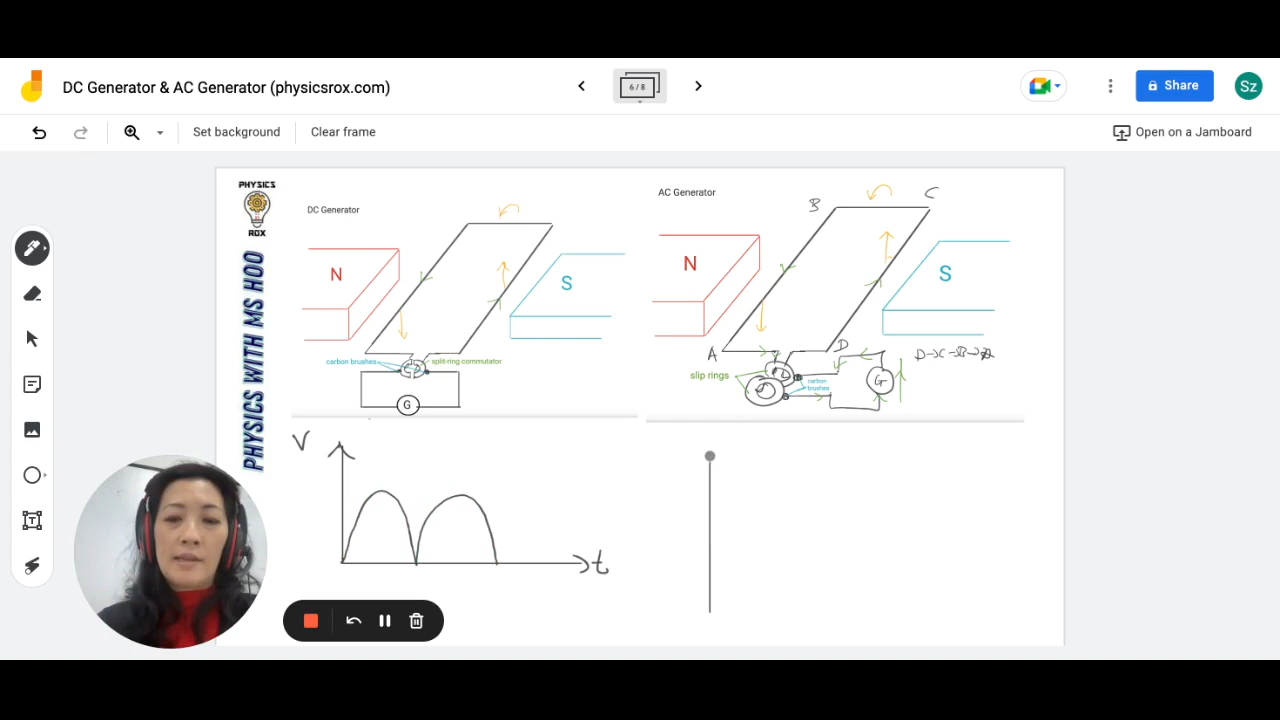 DC Generator & AC Generator (physicsrox.com)
6 / 8
Share
Sz
Set background
Clear frame
Open on a Jamboard
PHYSICS
ROX
PHYSICS WITH MS HOO
DC Generator
N
S
carbon brushes
split-ring commutator
G
V
t
AC Generator
B
C
N
S
A
D
slip rings
carbon
brushes
G
D→C→B→A
T